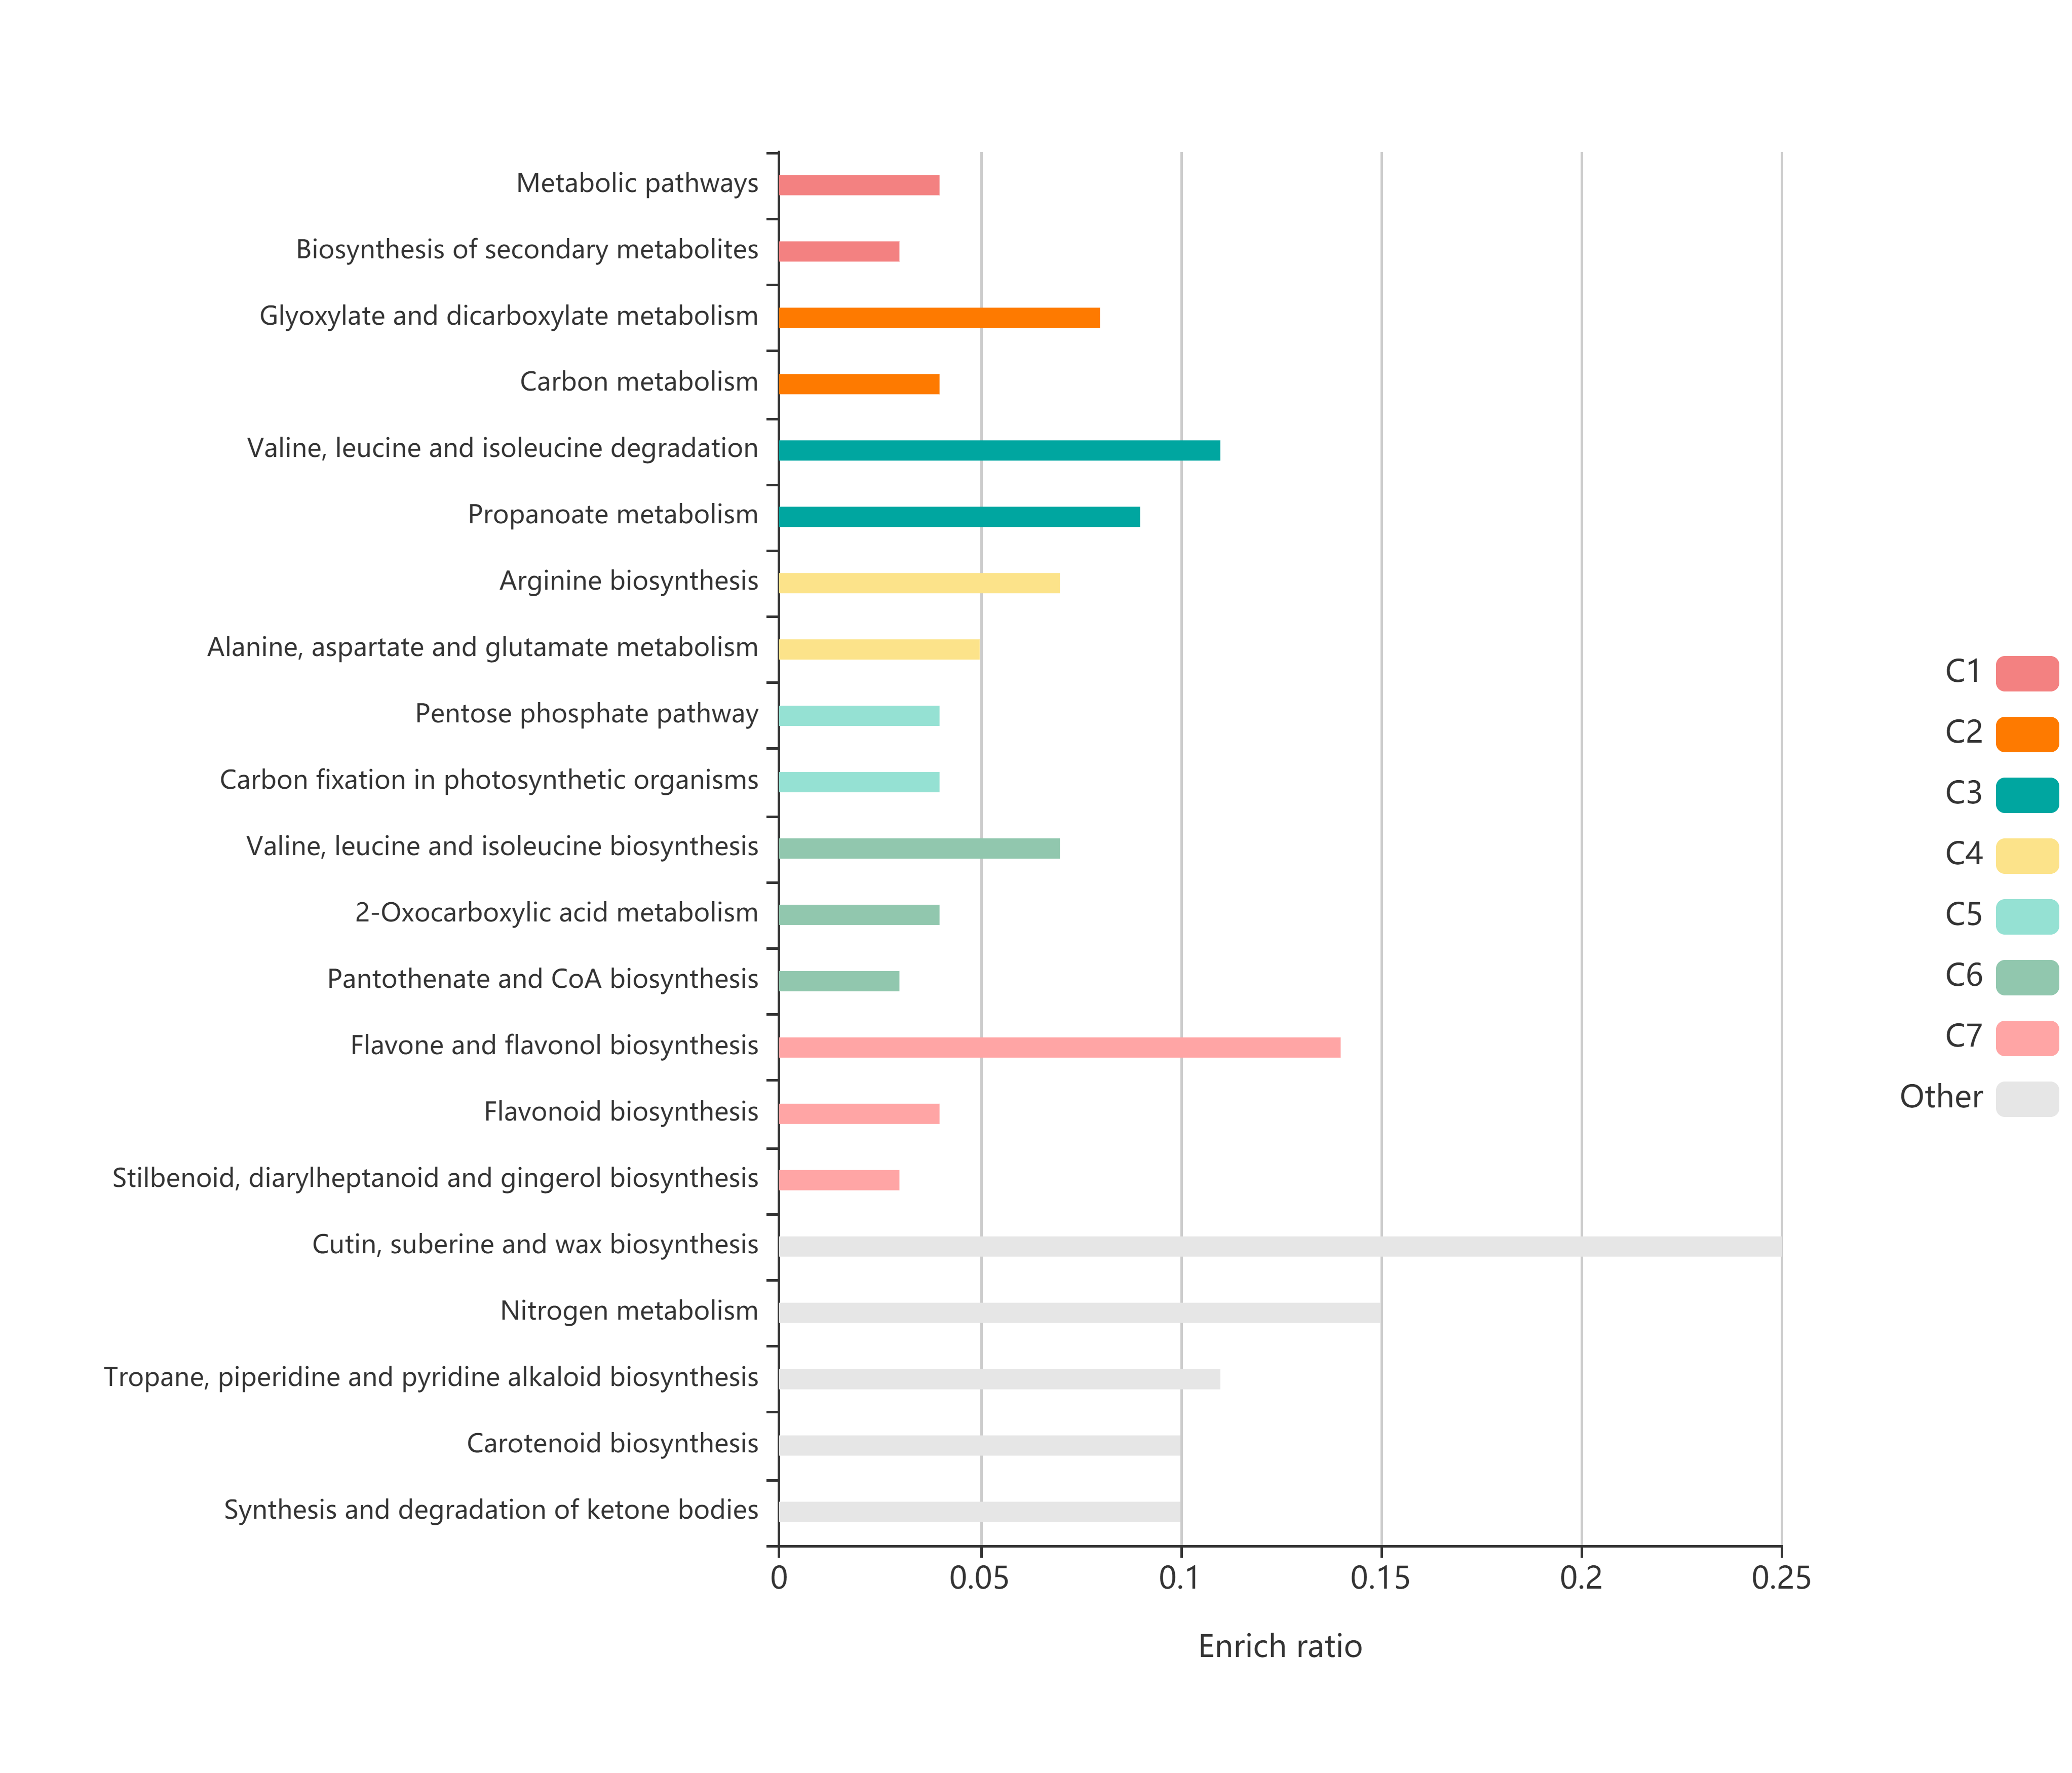 Metabolic pathways
Biosynthesis of secondary metabolites
Glyoxylate and dicarboxylate metabolism
Carbon metabolism
Valine, leucine and isoleucine degradation
Propanoate metabolism
Arginine biosynthesis
Alanine, aspartate and glutamate metabolism
Pentose phosphate pathway
Carbon fixation in photosynthetic organisms
Valine, leucine and isoleucine biosynthesis
2-Oxocarboxylic acid metabolism
Pantothenate and CoA biosynthesis
Flavone and flavonol biosynthesis
Flavonoid biosynthesis
Stilbenoid, diarylheptanoid and gingerol biosynthesis
Cutin, suberine and wax biosynthesis
Nitrogen metabolism
Tropane, piperidine and pyridine alkaloid biosynthesis
Carotenoid biosynthesis
Synthesis and degradation of ketone bodies
0 0.05 0.1 0.15 0.2 0.25
Enrich ratio
C1
C2
C3
C4
C5
C6
C7
Other